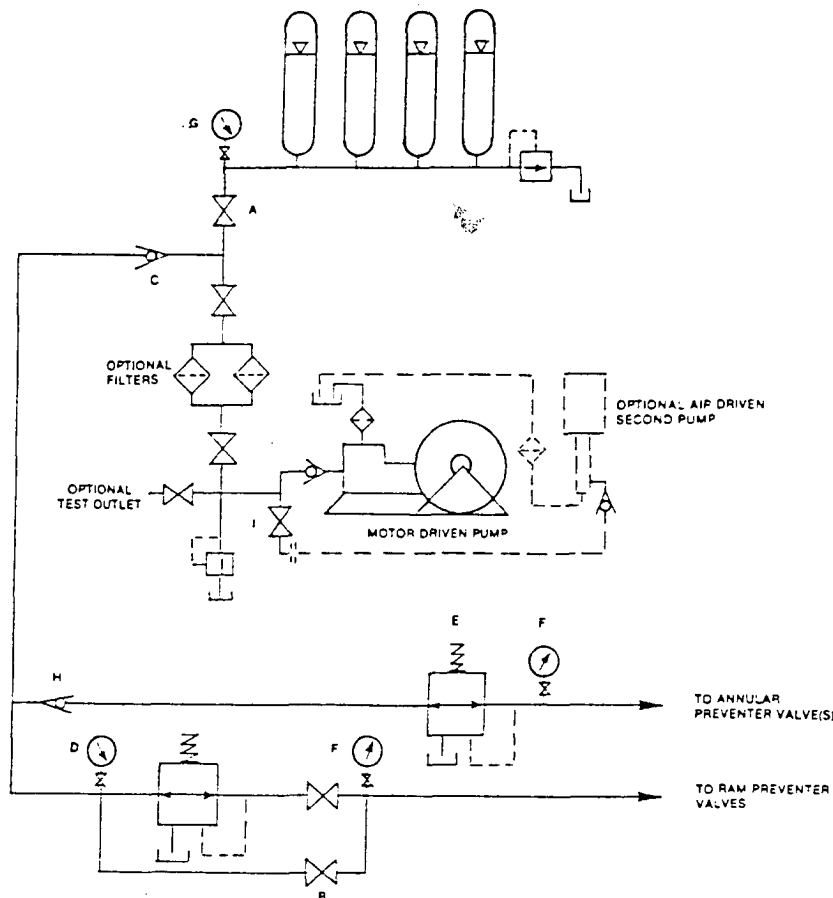 G
A
C
OPTIONAL
FILTERS
OPTIONAL AIR DRIVEN
SECOND PUMP
OPTIONAL
TEST OUTLET
I
MOTOR DRIVEN PUMP
E
F
H
TO ANNULAR
PREVENTER VALVE(S)
D
F
TO RAM PREVENTER
VALVES
B